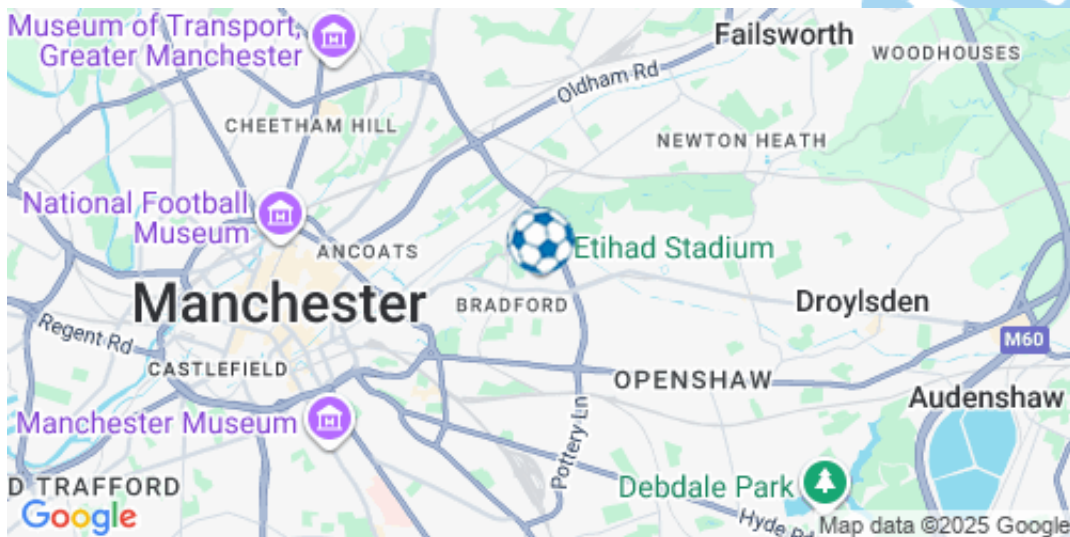 Museum of Transport,
Greater Manchester
Failsworth
WOODHOUSES
Oldham Rd
CHEETHAM HILL
NEWTON HEATH
National Football
Museum
ANCOATS
Etihad Stadium
Manchester
BRADFORD
Droylsden
Regent Rd
M60
CASTLEFIELD
OPENSHAW
Audenshaw
Manchester Museum
Pottery Ln
D TRAFFORD
Debdale Park
Google
Hyde R
Map data ©2025 Google